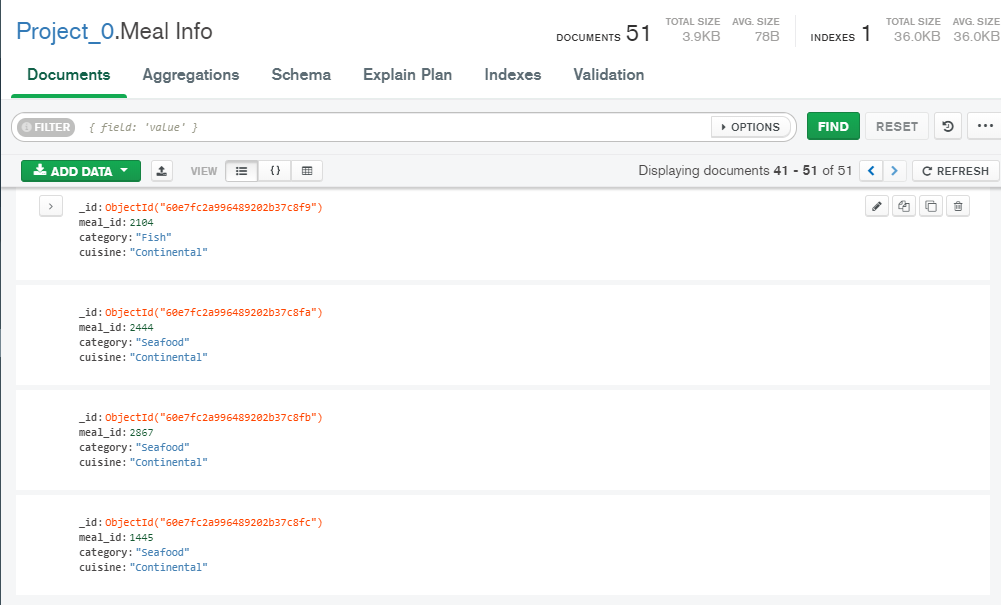 Project_0.Meal Info
DOCUMENTS 51 TOTAL SIZE 3.9KB AVG. SIZE 78B INDEXES 1 TOTAL SIZE 36.0KB AVG. SIZE 36.0KB
Documents Aggregations Schema Explain Plan Indexes Validation
FILTER { field: 'value' } OPTIONS FIND RESET
ADD DATA VIEW {} Displaying documents 41 - 51 of 51 < > REFRESH
_id: ObjectId("60e7fc2a996489202b37c8f9")
meal_id: 2104
category: "Fish"
cuisine: "Continental"
_id: ObjectId("60e7fc2a996489202b37c8fa")
meal_id: 2444
category: "Seafood"
cuisine: "Continental"
_id: ObjectId("60e7fc2a996489202b37c8fb")
meal_id: 2867
category: "Seafood"
cuisine: "Continental"
_id: ObjectId("60e7fc2a996489202b37c8fc")
meal_id: 1445
category: "Seafood"
cuisine: "Continental"